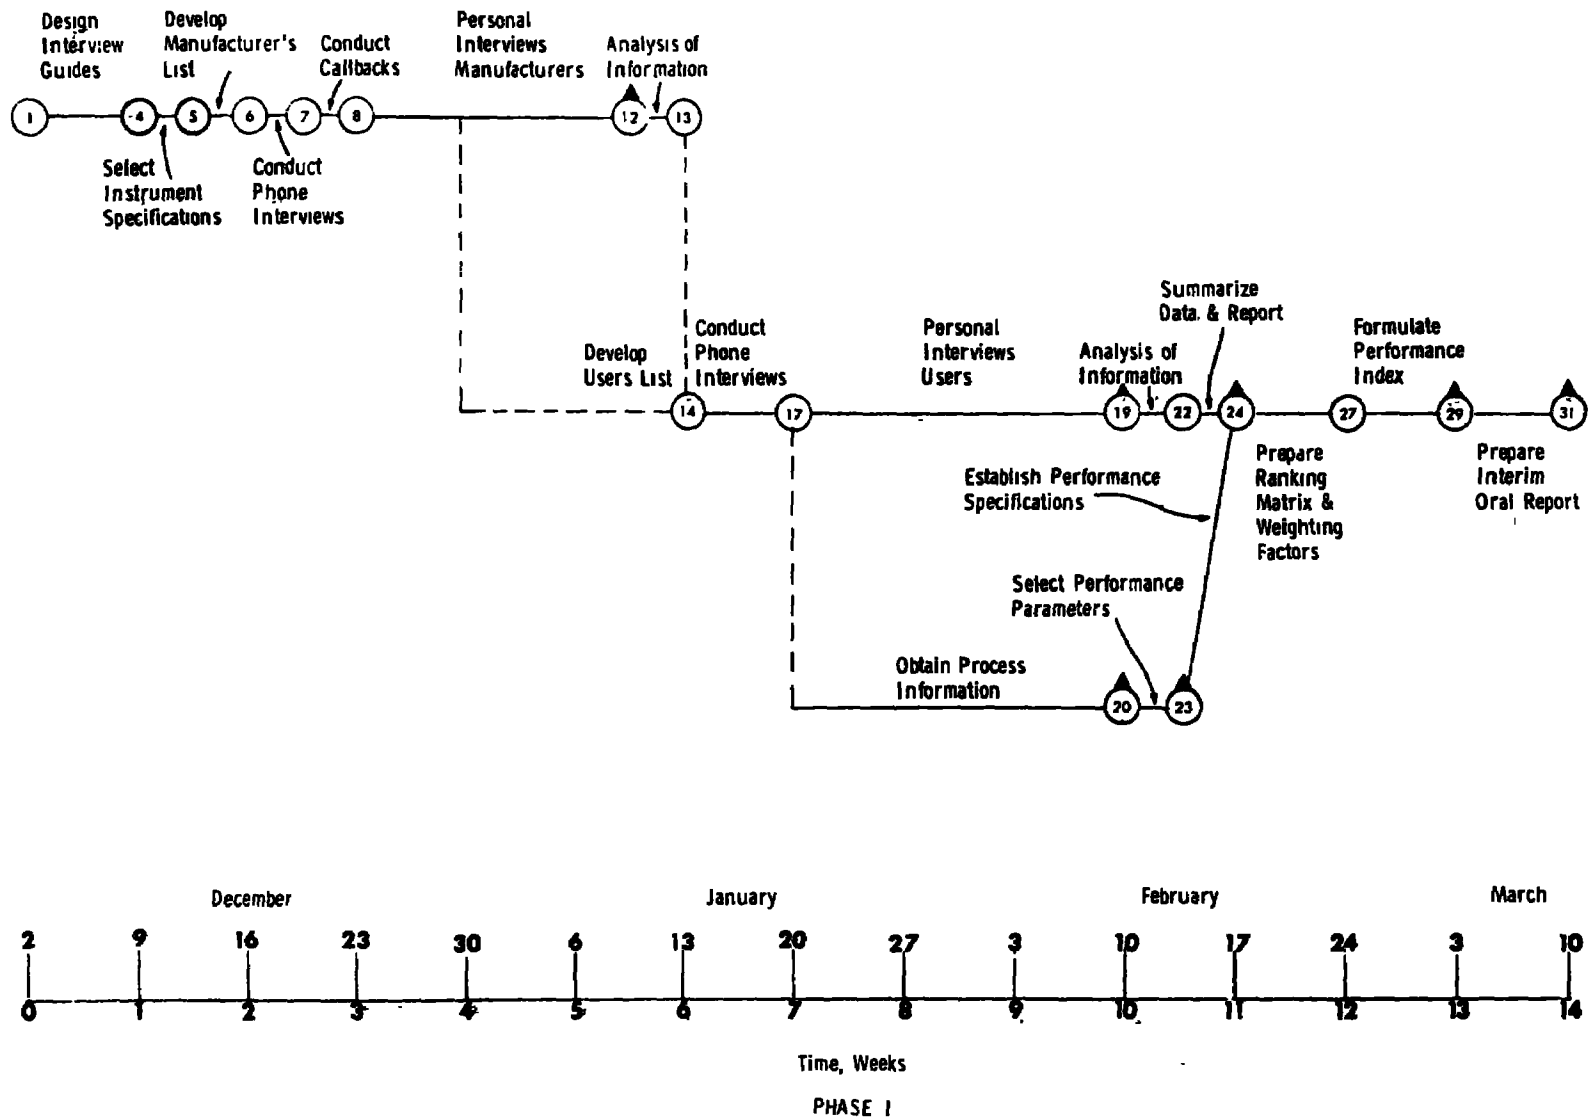 Design
Interview
Guides
Develop
Manufacturer's
List
Conduct
Callbacks
Personal
Interviews
Manufacturers
Analysis of
Information
1
4
5
6
7
8
12
13
Select
Instrument
Specifications
Conduct
Phone
Interviews
Develop
Users List
Conduct
Phone
Interviews
Personal
Interviews
Users
Analysis of
Information
Summarize
Data & Report
Formulate
Performance
Index
14
17
19
22
24
27
29
31
Establish Performance
Specifications
Prepare
Ranking
Matrix &
Weighting
Factors
Prepare
Interim
Oral Report
Select Performance
Parameters
Obtain Process
Information
20
23
December
January
February
March
2 9 16 23 30 6 13 20 27 3 10 17 24 3 10
0 1 2 3 4 5 6 7 8 9 10 11 12 13 14
Time, Weeks
PHASE I